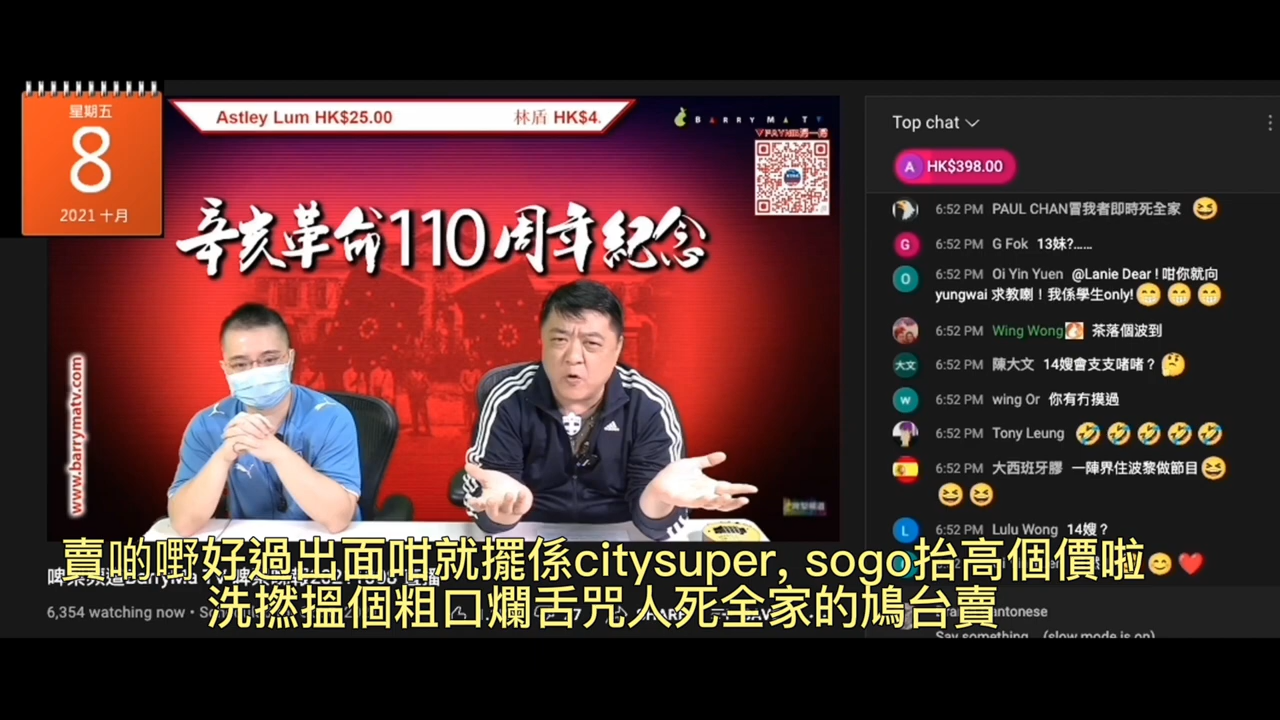 星期五
8
2021 十月
Astley Lum HK$25.00
林盾 HK$4.
BARRYMATV
辛亥革命110周年紀念
www.barrymatv.com
Top chat
A HK$398.00
6:52 PM PAUL CHAN冒我者即時死全家 😆
G 6:52 PM G Fok 13妹?......
O 6:52 PM Oi Yin Yuen @Lanie Dear ! 咁你就向
yungwai 求教喇！我係學生only! 😁 😁 😁
6:52 PM Wing Wong 茶落個波到
大文 6:52 PM 陳大文 14嫂會支支啫啫？ 🤔
w 6:52 PM wing Or 你有冇摸過
6:52 PM Tony Leung 🤣 🤣 🤣 🤣 🤣
6:52 PM 大西班牙膠 一陣界住波黎做節目 😆
😆 😆
L 6:52 PM Lulu Wong 14嫂？
😊 ❤️
賣啲嘢好過出面咁就擺係citysuper, sogo抬高個價啦
洗撚搵個粗口爛舌咒人死全家的鳩台賣
6,354 watching now
Say something... (slow mode is on)